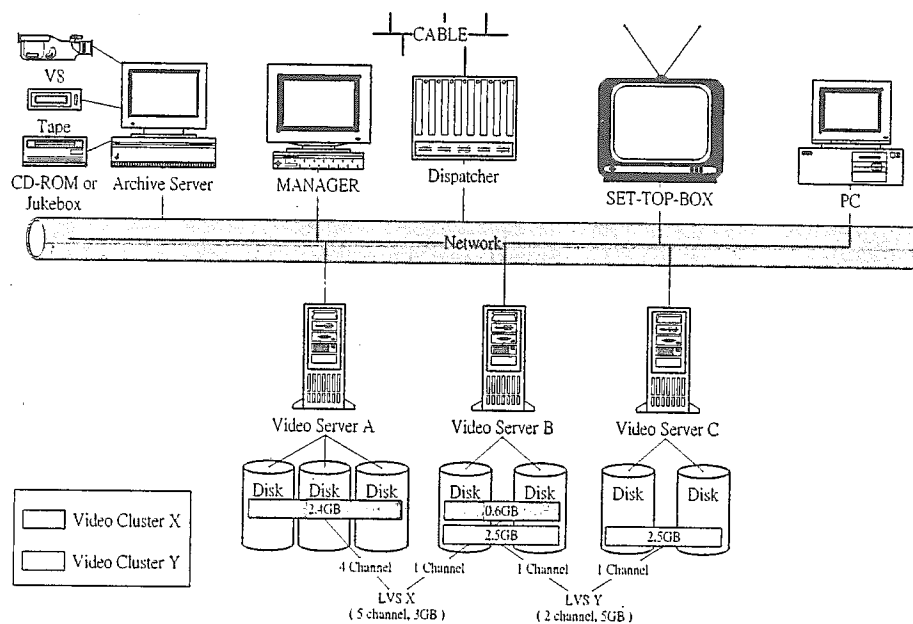 CABLE
VS
Tape
CD-ROM or
Jukebox
Archive Server
MANAGER
Dispatcher
SET-TOP-BOX
PC
Network
Video Server A
Video Server B
Video Server C
Disk
Disk
Disk
Disk
Disk
Disk
Disk
2.4GB
0.6GB
2.5GB
2.5GB
Video Cluster X
Video Cluster Y
4 Channel
1 Channel
1 Channel
1 Channel
LVS X
( 5 channel, 3GB )
LVS Y
( 2 channel, 5GB )